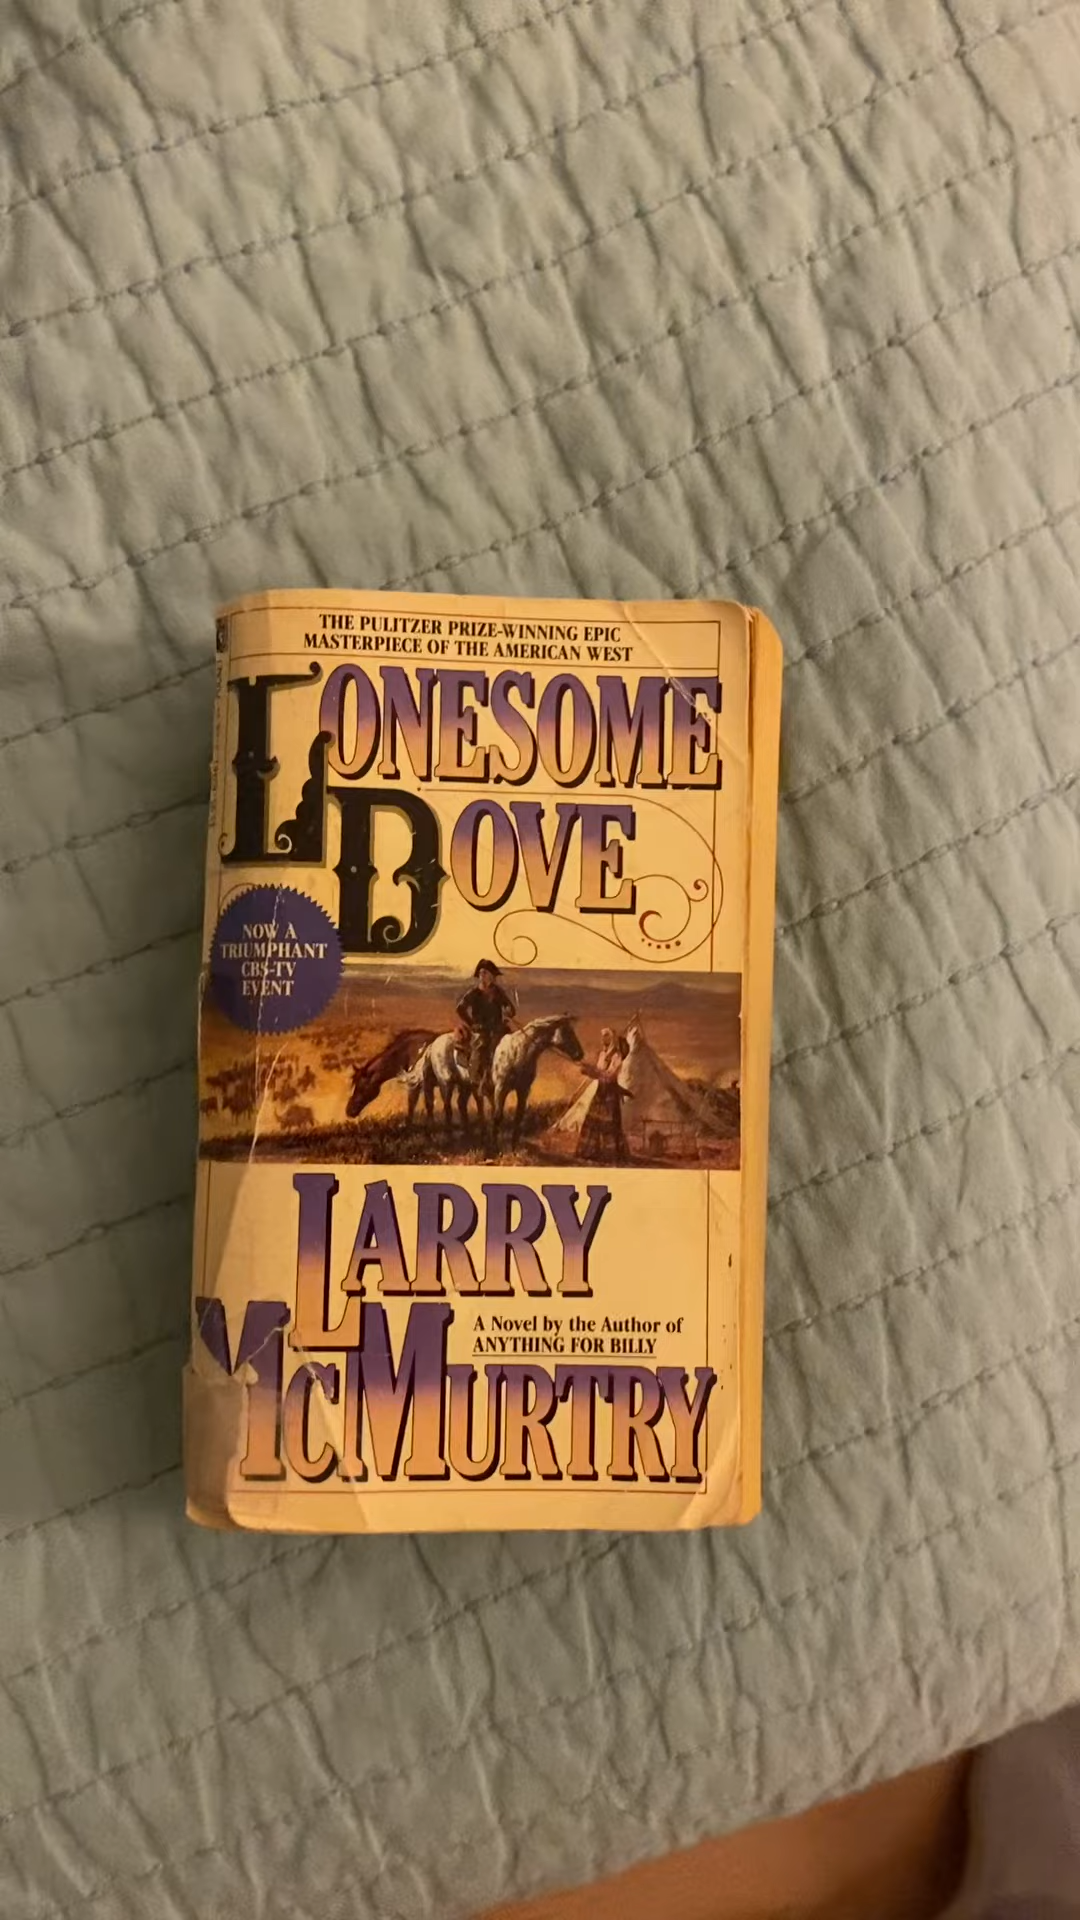 THE PULITZER PRIZE-WINNING EPIC
MASTERPIECE OF THE AMERICAN WEST
LONESOME
DOVE
NOW A
TRIUMPHANT
CBS-TV
EVENT
LARRY
MCMURTRY
A Novel by the Author of
ANYTHING FOR BILLY